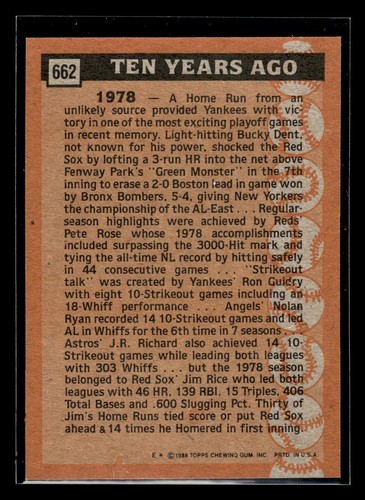 662
TEN YEARS AGO
1978 — A Home Run from an
unlikely source provided Yankees with vic-
tory in one of the most exciting playoff games
in recent memory. Light-hitting Bucky Dent,
not known for his power, shocked the Red
Sox by lofting a 3-run HR into the net above
Fenway Park's "Green Monster" in the 7th
inning to erase a 2-0 Boston lead in game won
by Bronx Bombers, 5-4, giving New Yorkers
the championship of the AL-East . . . Regular-
season highlights were achieved by Reds'
Pete Rose whose 1978 accomplishments
included surpassing the 3000-Hit mark and
tying the all-time NL record by hitting safely
in 44 consecutive games . . . "Strikeout
talk" was created by Yankees' Ron Guidry
with eight 10-Strikeout games including an
18-Whiff performance . . . Angels' Nolan
Ryan recorded 14 10-Strikeout games and led
AL in Whiffs for the 6th time in 7 seasons . . .
Astros' J.R. Richard also achieved 14 10-
Strikeout games while leading both leagues
with 303 Whiffs . . . but the 1978 season
belonged to Red Sox' Jim Rice who led both
leagues with 46 HR, 139 RBI, 15 Triples, 406
Total Bases and .600 Slugging Pct. Thirty of
Jim's Home Runs tied score or put Red Sox
ahead & 14 times he Homered in first inning.
E * ©1988 TOPPS CHEWING GUM, INC. PRTD. IN U.S.A.